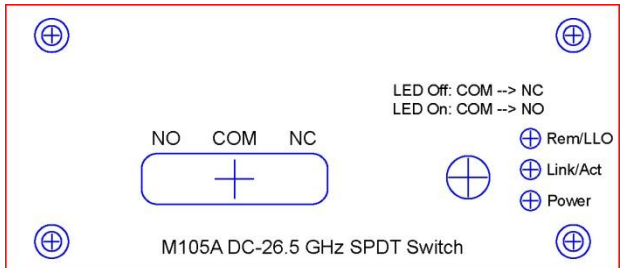 LED Off: COM --> NC
LED On: COM --> NO
NO COM NC
Rem/LLO
Link/Act
Power
M105A DC-26.5 GHz SPDT Switch